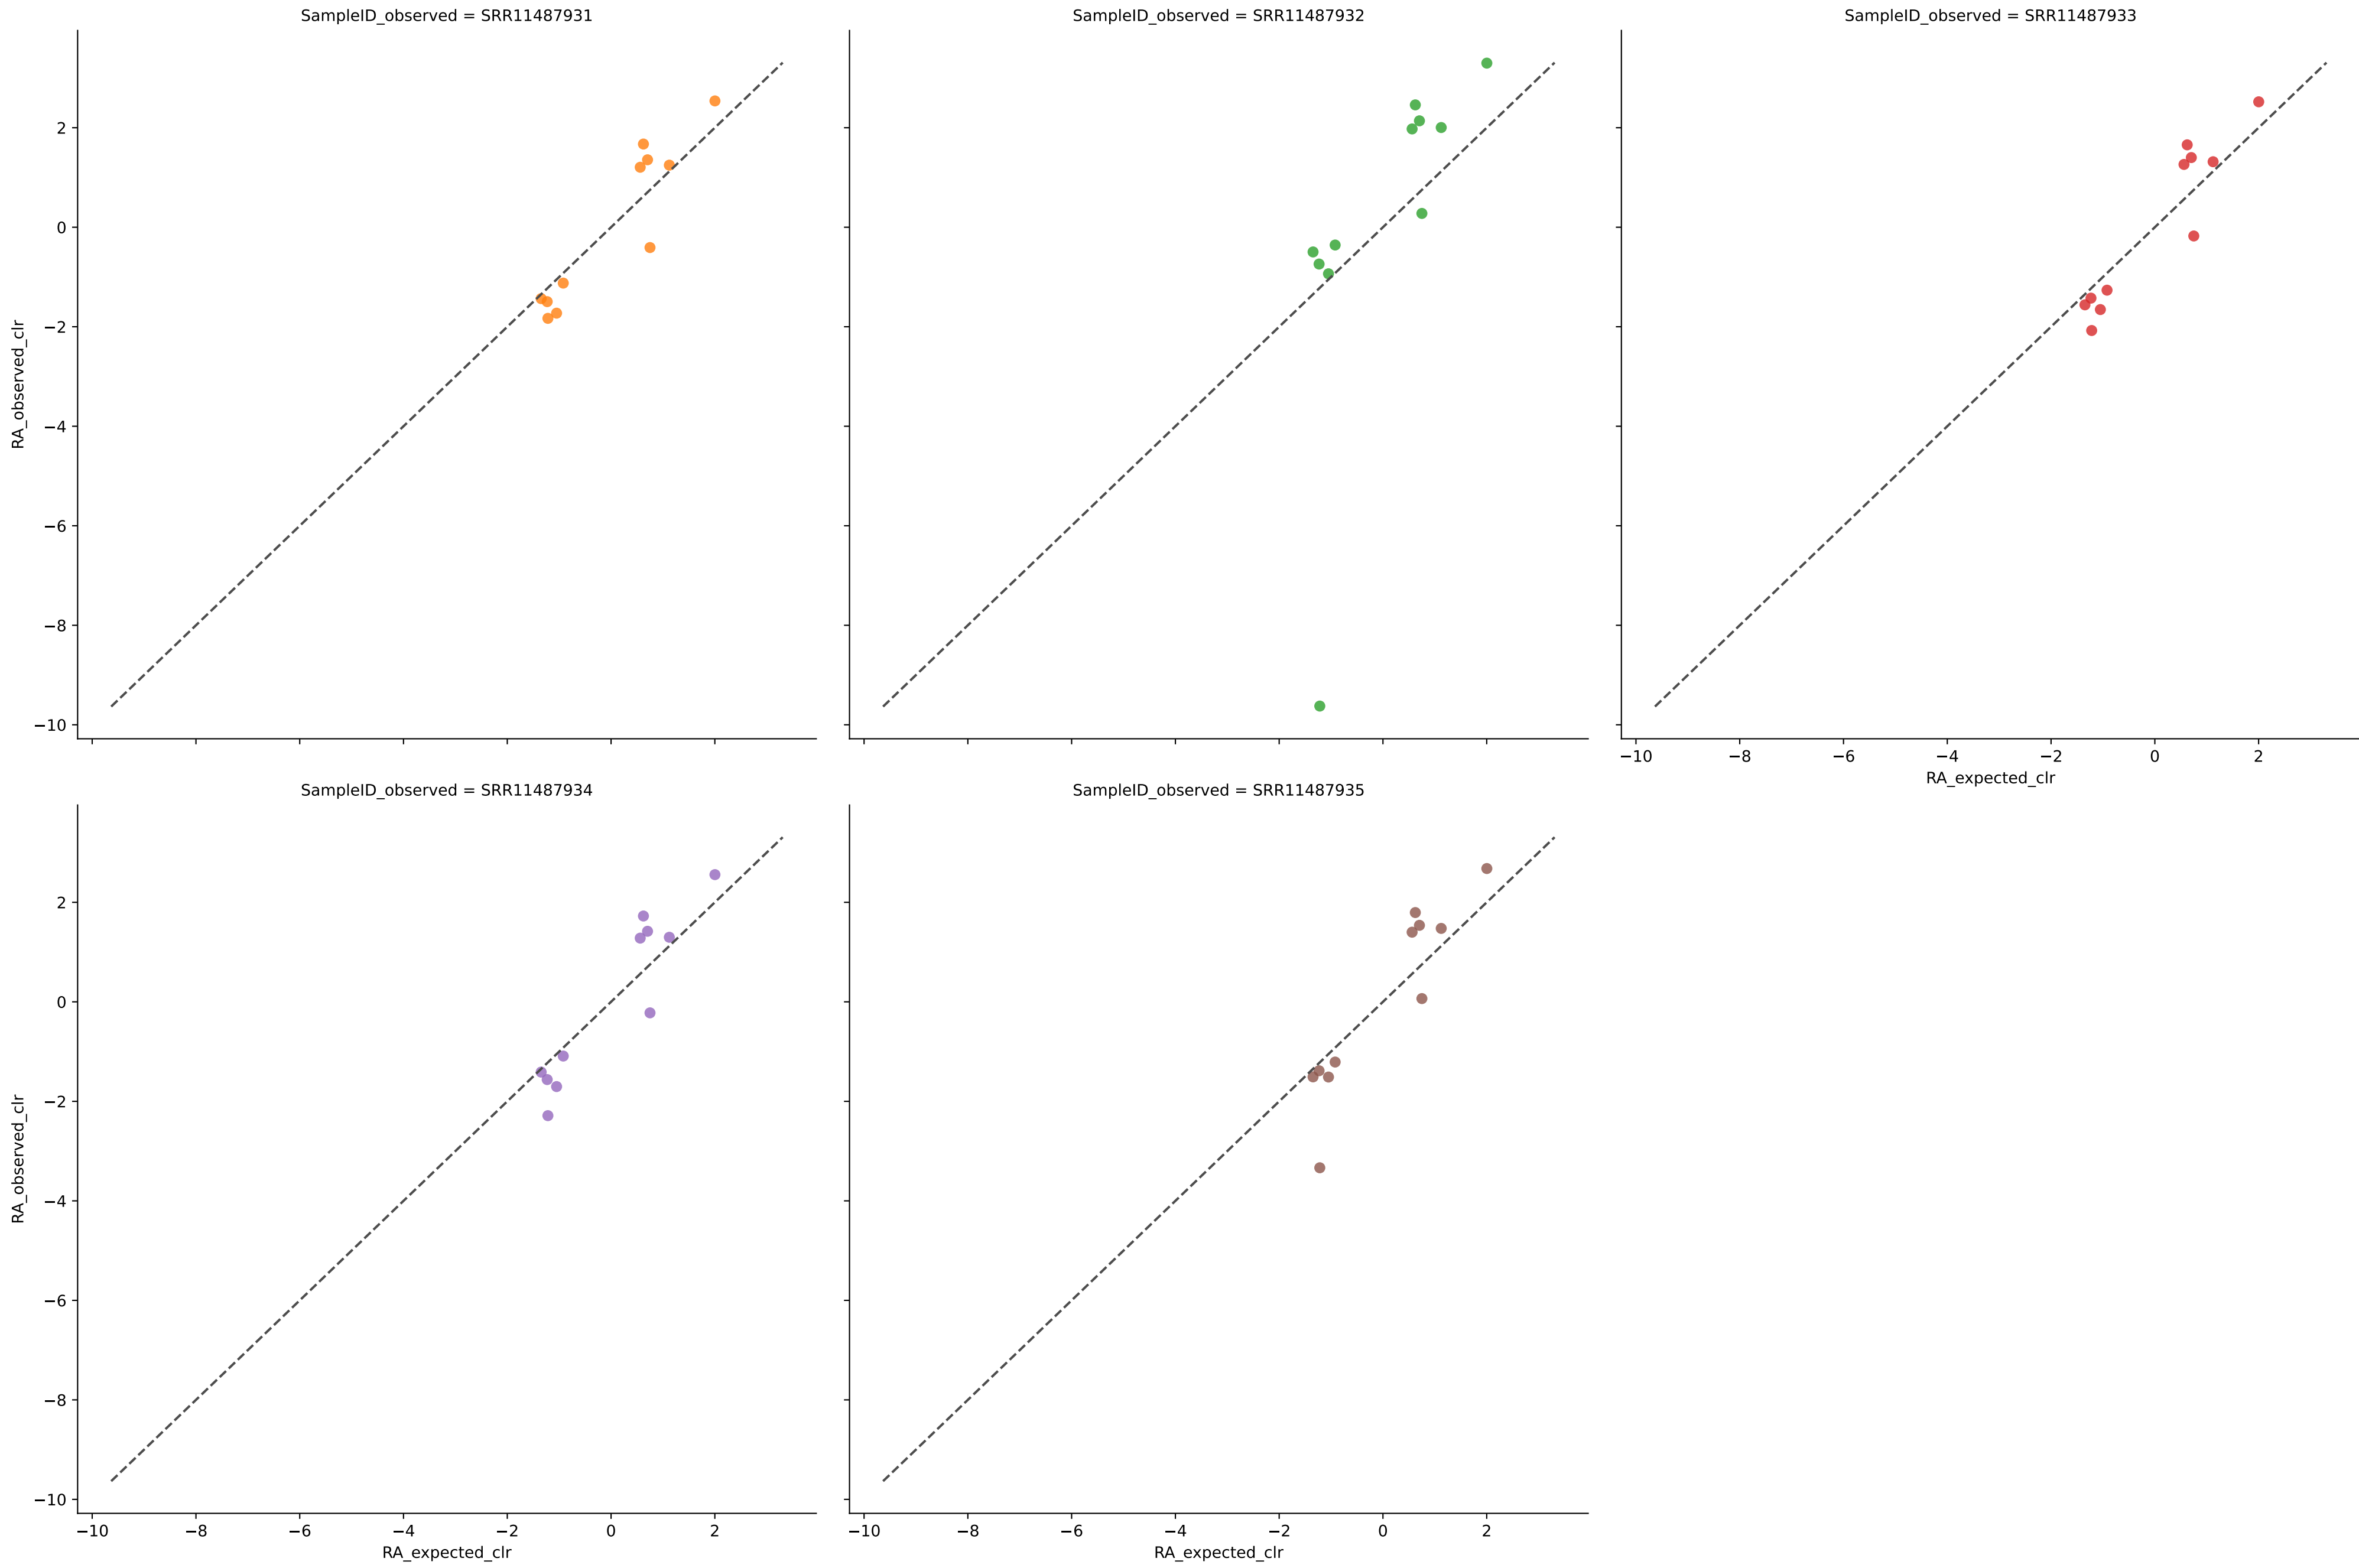 SampleID_observed = SRR11487931
SampleID_observed = SRR11487932
SampleID_observed = SRR11487933
RA_observed_clr
2
0
−2
−4
−6
−8
−10
−10 −8 −6 −4 −2 0 2
RA_expected_clr
SampleID_observed = SRR11487934
SampleID_observed = SRR11487935
RA_observed_clr
2
0
−2
−4
−6
−8
−10
−10 −8 −6 −4 −2 0 2
RA_expected_clr
−10 −8 −6 −4 −2 0 2
RA_expected_clr